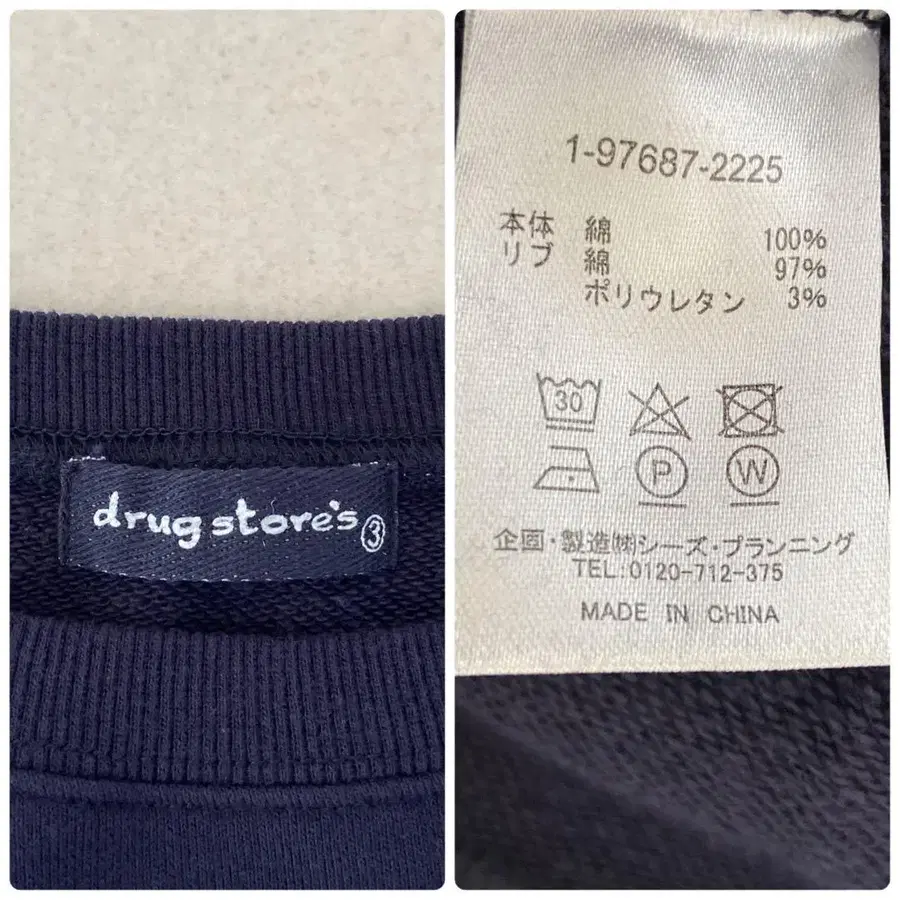 drug store's
③
1-97687-2225
本体 綿 100%
リブ 綿 97%
ポリウレタン 3%
30
P W
企画・製造㈱シーズ・プランニング
TEL.0120-712-375
MADE IN CHINA